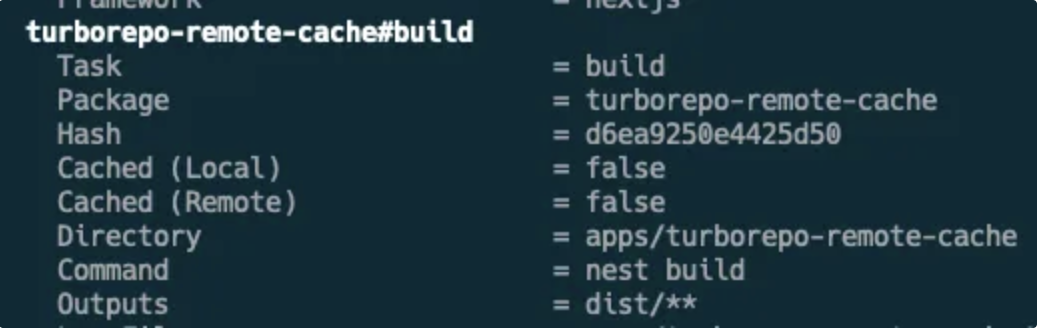 Framework = nextjs
turborepo-remote-cache#build
Task = build
Package = turborepo-remote-cache
Hash = d6ea9250e4425d50
Cached (Local) = false
Cached (Remote) = false
Directory = apps/turborepo-remote-cache
Command = nest build
Outputs = dist/**